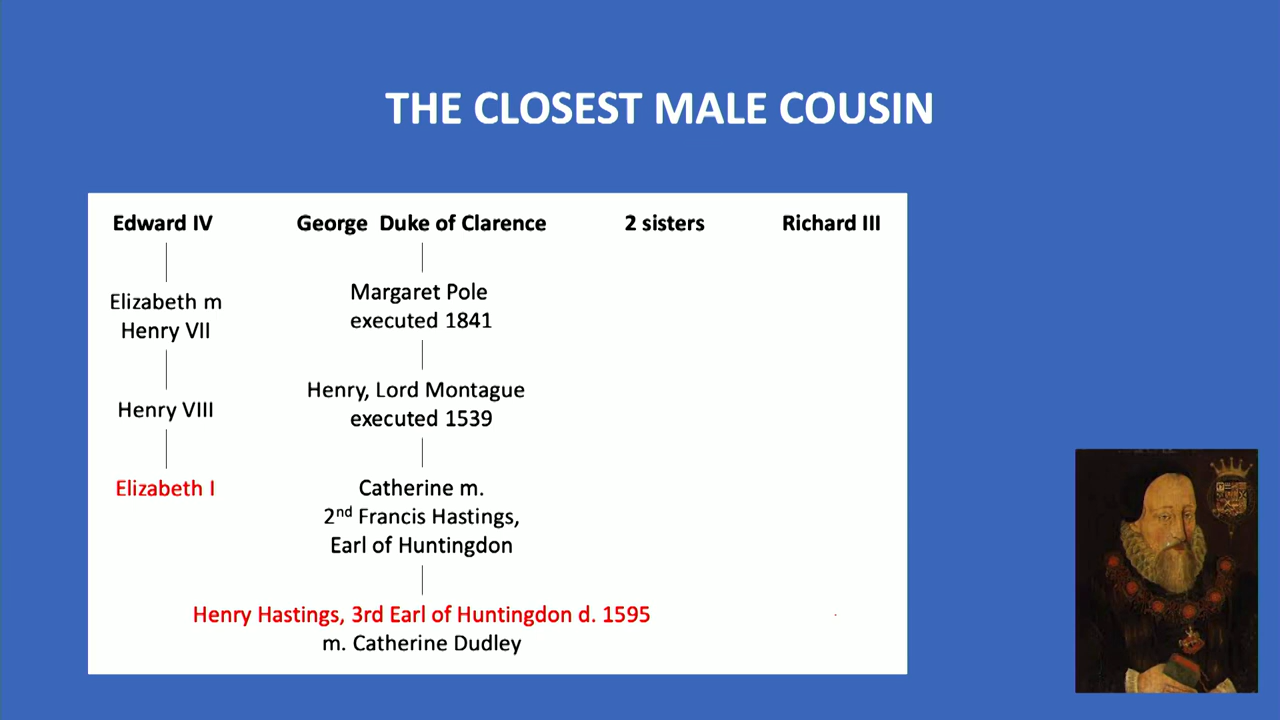 THE CLOSEST MALE COUSIN
Edward IV
George Duke of Clarence
2 sisters
Richard III
Elizabeth m
Henry VII
Margaret Pole
executed 1841
Henry VIII
Henry, Lord Montague
executed 1539
Elizabeth I
Catherine m.
2nd Francis Hastings,
Earl of Huntingdon
Henry Hastings, 3rd Earl of Huntingdon d. 1595
m. Catherine Dudley